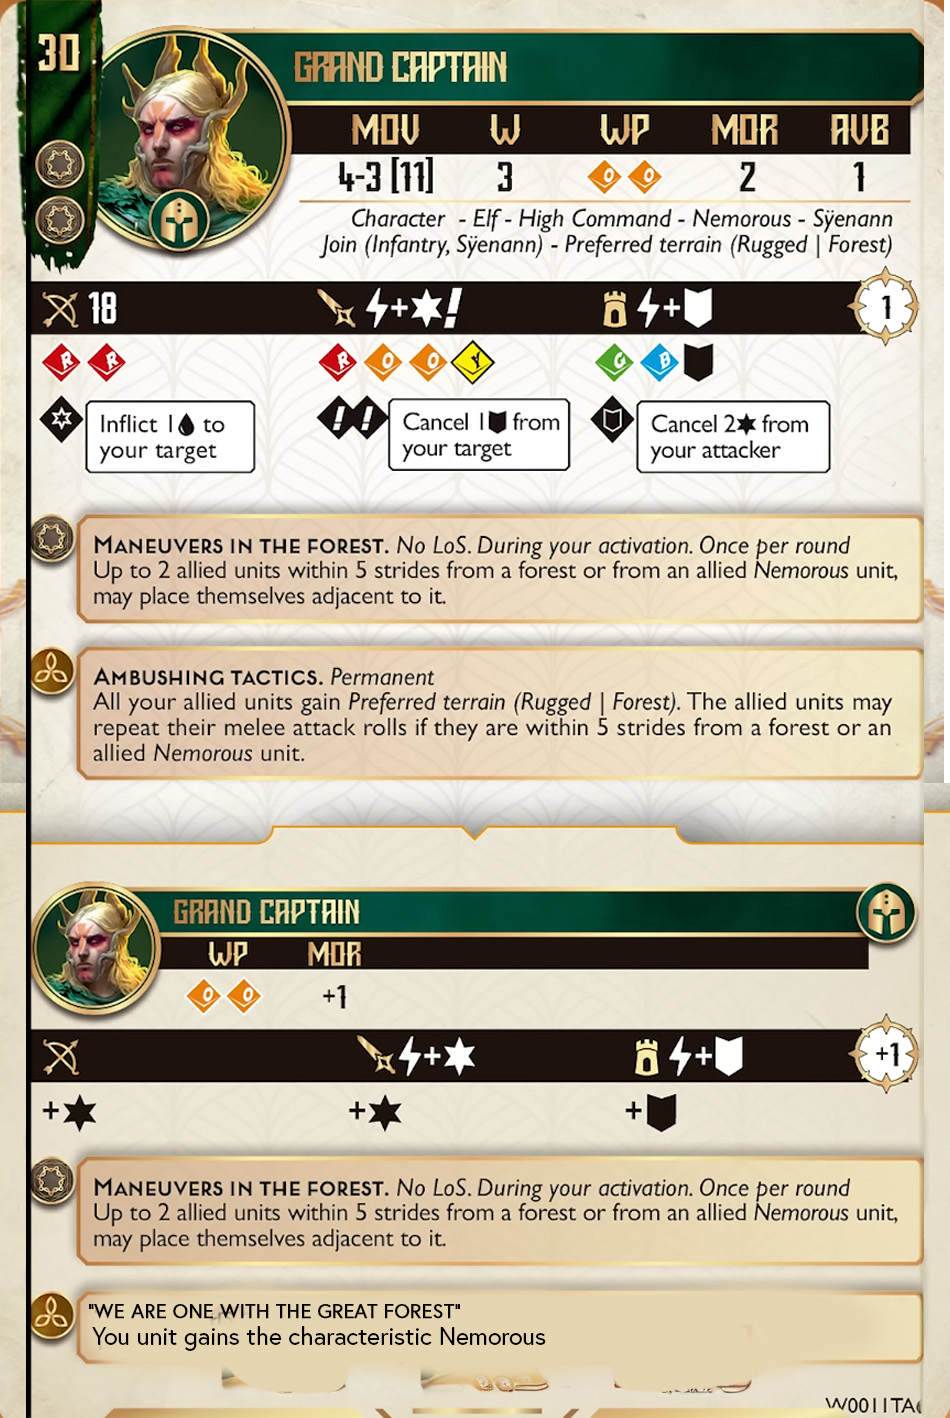 30
GRAND CAPTAIN
MOV W WP MOR AVB
4-3 [11] 3 O O 2 1
Character - Elf - High Command - Nemorous - Sÿenann
Join (Infantry, Sÿenann) - Preferred terrain (Rugged | Forest)
18 + ! + 1
R R R O O Y G B
Inflict 1 to
your target
! ! Cancel 1 from
your target
Cancel 2 from
your attacker
MANEUVERS IN THE FOREST. No LoS. During your activation. Once per round
Up to 2 allied units within 5 strides from a forest or from an allied Nemorous unit,
may place themselves adjacent to it.
AMBUSHING TACTICS. Permanent
All your allied units gain Preferred terrain (Rugged | Forest). The allied units may
repeat their melee attack rolls if they are within 5 strides from a forest or an
allied Nemorous unit.
GRAND CAPTAIN
WP MOR
O O +1
+ + +1
+ + +
MANEUVERS IN THE FOREST. No LoS. During your activation. Once per round
Up to 2 allied units within 5 strides from a forest or from an allied Nemorous unit,
may place themselves adjacent to it.
"WE ARE ONE WITH THE GREAT FOREST"
You unit gains the characteristic Nemorous